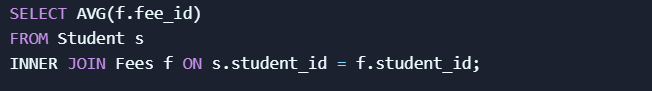 SELECT AVG(f.fee_id)
FROM Student s
INNER JOIN Fees f ON s.student_id = f.student_id;